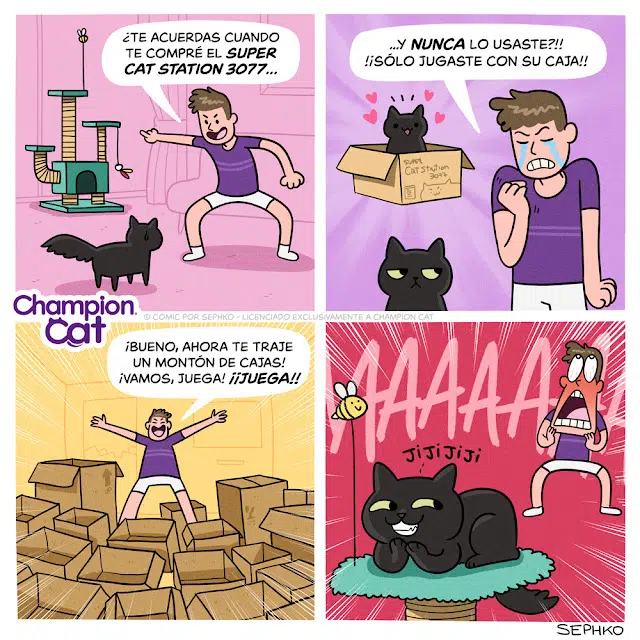 ¿TE ACUERDAS CUANDO
TE COMPRÉ EL SUPER
CAT STATION 3077...
...Y NUNCA LO USASTE?!!
¡¡SÓLO JUGASTE CON SU CAJA!!
SUPER
CAT STATION
3077
Champion
Cat
© COMIC POR SEPHKO - LICENCIADO EXCLUSIVAMENTE A CHAMPION CAT
¡BUENO, AHORA TE TRAJE
UN MONTÓN DE CAJAS!
¡VAMOS, JUEGA! ¡¡JUEGA!!
AAAAAA
JiJiJiJi
SEPHKO